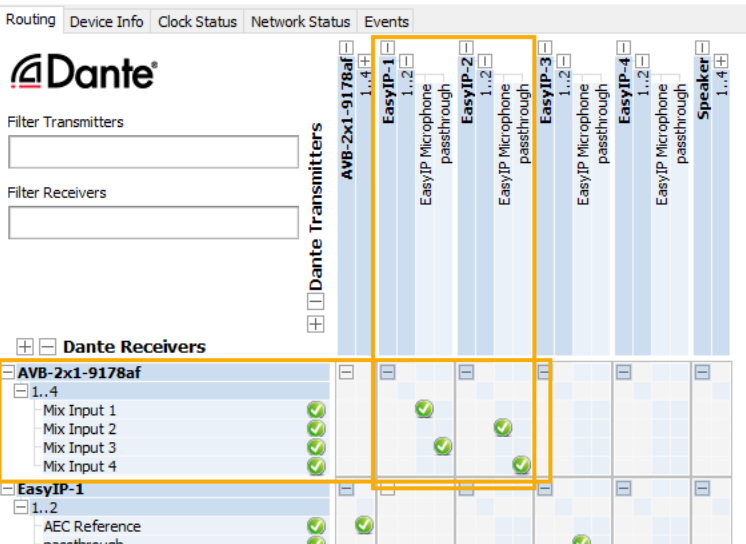 Routing Device Info Clock Status Network Status Events
Dante®
Filter Transmitters
Filter Receivers
Dante Transmitters
AVB-2x1-9178af
1..4
EasyIP-1
1..2
EasyIP Microphone
passthrough
EasyIP-2
1..2
EasyIP Microphone
passthrough
EasyIP-3
1..2
EasyIP Microphone
passthrough
EasyIP-4
1..2
EasyIP Microphone
passthrough
Speaker
1..4
Dante Receivers
AVB-2x1-9178af
1..4
Mix Input 1
Mix Input 2
Mix Input 3
Mix Input 4
EasyIP-1
1..2
AEC Reference
passthrough